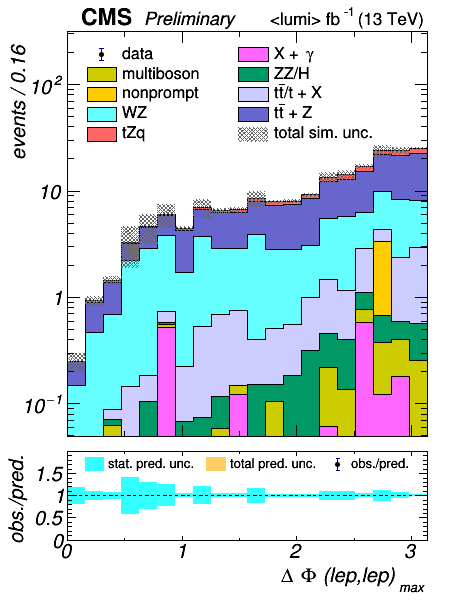 CMS Preliminary <lumi> fb⁻¹ (13 TeV)
events / 0.16
data
multiboson
nonprompt
WZ
tZq
X + γ
ZZ/H
tt̄/t + X
tt̄ + Z
total sim. unc.
10²
10
1
10⁻¹
obs./pred.
stat. pred. unc. total pred. unc. obs./pred.
1.5
1
0.5
0
0 1 2 3
Δ Φ (lep,lep) max